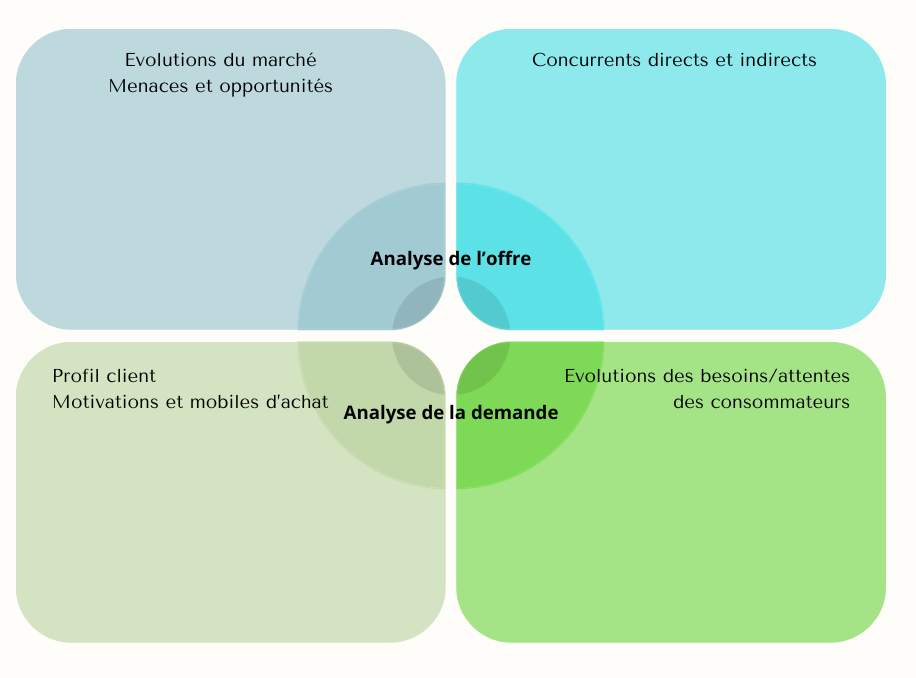 Evolutions du marché
Menaces et opportunités
Concurrents directs et indirects
Analyse de l’offre
Profil client
Motivations et mobiles d'achat
Evolutions des besoins/attentes
des consommateurs
Analyse de la demande